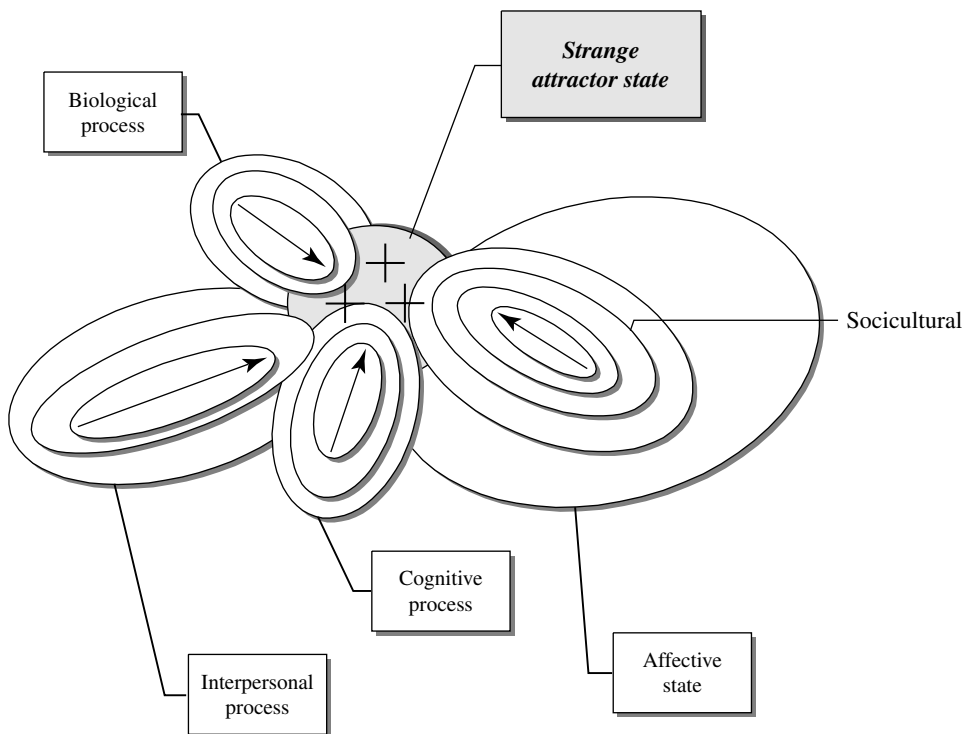 Strange
attractor state
Biological
process
Socicultural
Cognitive
process
Affective
state
Interpersonal
process